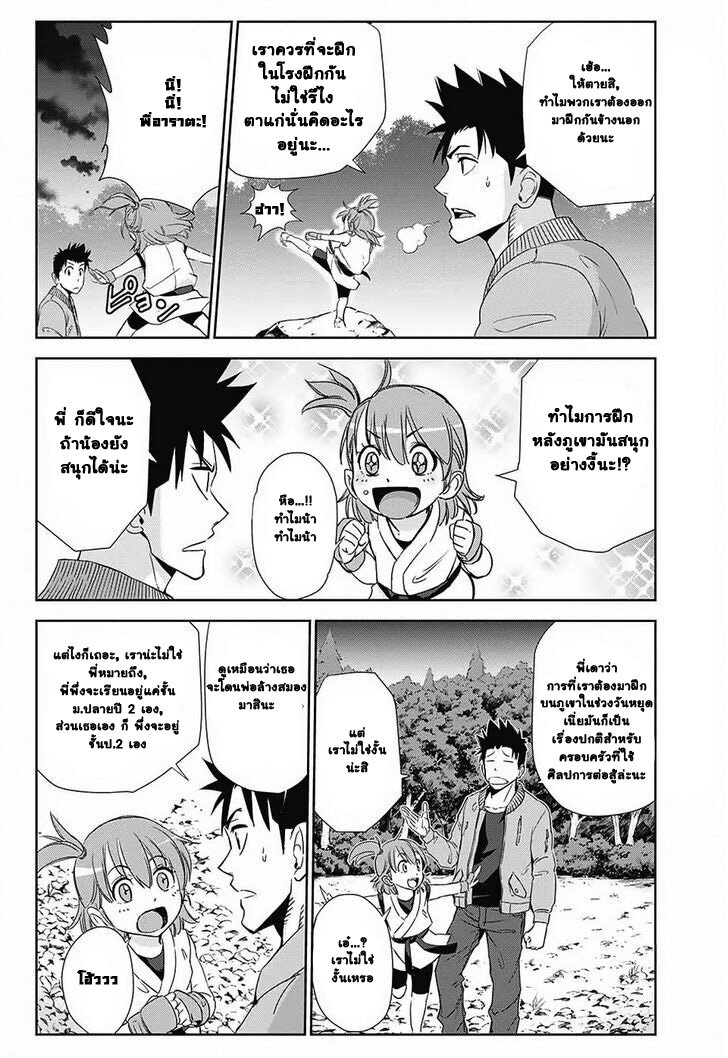 เฮ้อ...
ให้ตายสิ,
ทำไมพวกเราต้องออก
มาฝึกกันข้างนอก
ด้วยนะ
เราควรที่จะฝึก
ในโรงฝึกกัน
ไม่ใช่รึไง
ตาแก่นั่นคิดอะไร
อยู่นะ...
ฮ่าว!
นี่!
นี่!
พี่อาราตะ!
ピョン
ทำไมการฝึก
หลังภูเขามันสนุก
อย่างงี้นะ!?
หือ...!!
ทำไมน้า
ทำไมน้า
พี่ ก็ดีใจนะ
ถ้าน้องยัง
สนุกได้น่ะ
พี่เดาว่า
การที่เราต้องมาฝึก
บนภูเขาในช่วงวันหยุด
เนี่ยมันก็เป็น
เรื่องปกติสำหรับ
ครอบครัวที่ใช้
ศิลปการต่อสู้ล่ะนะ
แต่
เราไม่ใช่งั้น
น่ะสิ
เอ๋...?
เราไม่ใช่
งั้นเหรอ
ดูเหมือนว่าเธอ
จะโดนพ่อล้างสมอง
มาสินะ
แต่ไงก็เถอะ, เราน่ะไม่ใช่
พี่หมายถึง,
พี่พึ่งจะเรียนอยู่แค่ชั้น
ม.ปลายปี 2 เอง,
ส่วนเธอเอง ก็ พึ่งจะอยู่
ชั้นป.2 เอง
โฮ้ววว